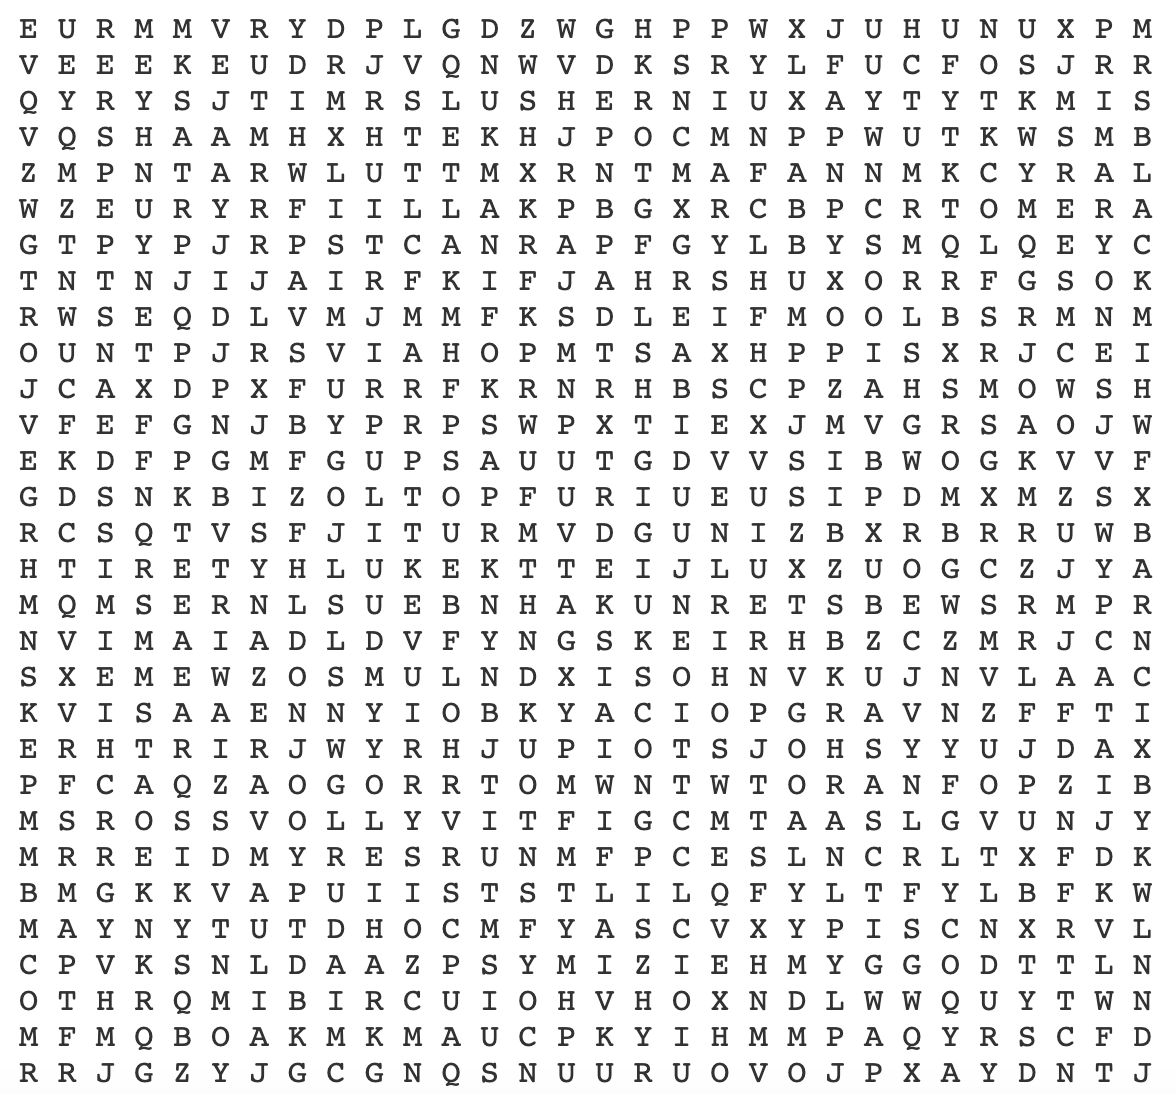 E U R M M V R Y D P L G D Z W G H P P W X J U H U N U X P M
V E E E K E U D R J V Q N W V D K S R Y L F U C F O S J R R
Q Y R Y S J T I M R S L U S H E R N I U X A Y T Y T K M I S
V Q S H A A M H X H T E K H J P O C M N P P W U T K W S M B
Z M P N T A R W L U T T M X R N T M A F A N N M K C Y R A L
W Z E U R Y R F I I L L A K P B G X R C B P C R T O M E R A
G T P Y P J R P S T C A N R A P F G Y L B Y S M Q L Q E Y C
T N T N J I J A I R F K I F J A H R S H U X O R R F G S O K
R W S E Q D L V M J M M F K S D L E I F M O O L B S R M N M
O U N T P J R S V I A H O P M T S A X H P P I S X R J C E I
J C A X D P X F U R R F K R N R H B S C P Z A H S M O W S H
V F E F G N J B Y P R P S W P X T I E X J M V G R S A O J W
E K D F P G M F G U P S A U U T G D V V S I B W O G K V V F
G D S N K B I Z O L T O P F U R I U E U S I P D M X M Z S X
R C S Q T V S F J I T U R M V D G U N I Z B X R B R R U W B
H T I R E T Y H L U K E K T T E I J L U X Z U O G C Z J Y A
M Q M S E R N L S U E B N H A K U N R E T S B E W S R M P R
N V I M A I A D L D V F Y N G S K E I R H B Z C Z M R J C N
S X E M E W Z O S M U L N D X I S O H N V K U J N V L A A C
K V I S A A E N N Y I O B K Y A C I O P G R A V N Z F F T I
E R H T R I R J W Y R H J U P I O T S J O H S Y Y U J D A X
P F C A Q Z A O G O R R T O M W N T W T O R A N F O P Z I B
M S R O S S V O L L Y V I T F I G C M T A A S L G V U N J Y
M R R E I D M Y R E S R U N M F P C E S L N C R L T X F D K
B M G K K V A P U I I S T S T L I L Q F Y L T F Y L B F K W
M A Y N Y T U T D H O C M F Y A S C V X Y P I S C N X R V L
C P V K S N L D A A Z P S Y M I Z I E H M Y G G O D T T L N
O T H R Q M I B I R C U I O H V H O X N D L W W Q U Y T W N
M F M Q B O A K M K M A U C P K Y I H M M P A Q Y R S C F D
R R J G Z Y J G C G N Q S N U U R U O V O J P X A Y D N T J